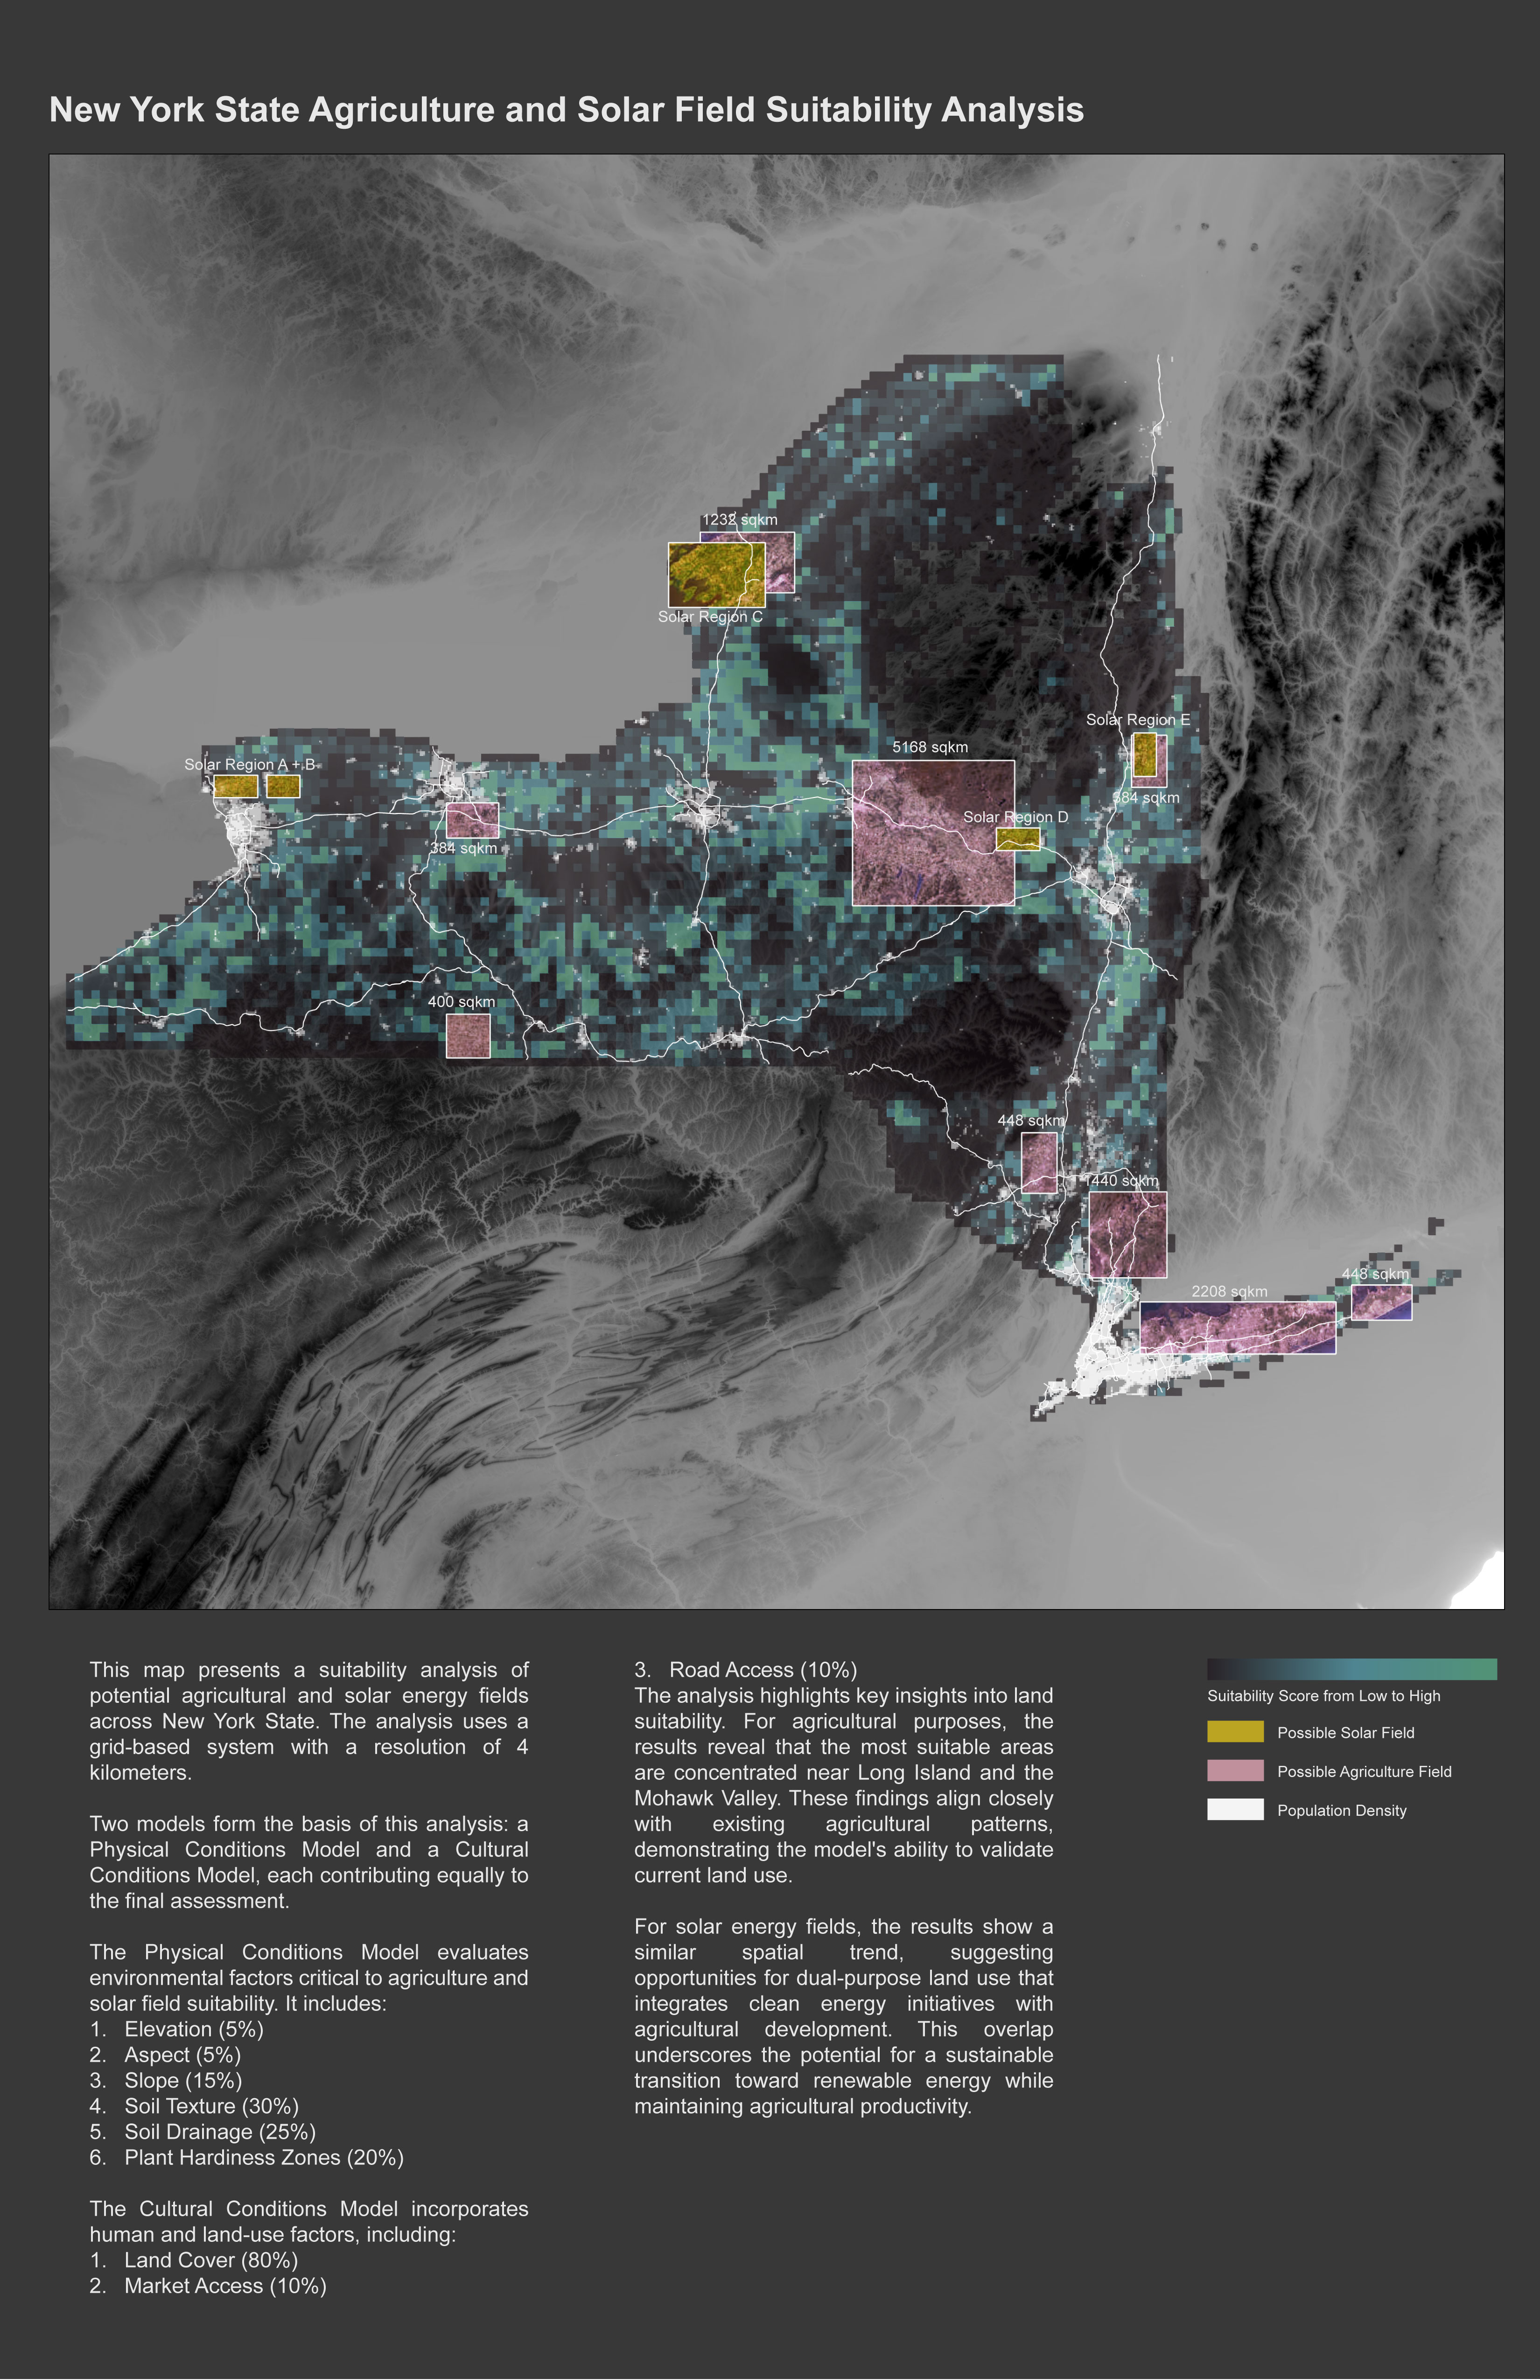 New York State Agriculture and Solar Field Suitability Analysis
1232 sqkm
Solar Region C
Solar Region E
5168 sqkm
Solar Region A + B
384 sqkm
Solar Region D
384 sqkm
400 sqkm
448 sqkm
1440 sqkm
448 sqkm
2208 sqkm
This map presents a suitability analysis of
potential agricultural and solar energy fields
across New York State. The analysis uses a
grid-based system with a resolution of 4
kilometers.
Two models form the basis of this analysis: a
Physical Conditions Model and a Cultural
Conditions Model, each contributing equally to
the final assessment.
The Physical Conditions Model evaluates
environmental factors critical to agriculture and
solar field suitability. It includes:
1. Elevation (5%)
2. Aspect (5%)
3. Slope (15%)
4. Soil Texture (30%)
5. Soil Drainage (25%)
6. Plant Hardiness Zones (20%)
The Cultural Conditions Model incorporates
human and land-use factors, including:
1. Land Cover (80%)
2. Market Access (10%)
3. Road Access (10%)
The analysis highlights key insights into land
suitability. For agricultural purposes, the
results reveal that the most suitable areas
are concentrated near Long Island and the
Mohawk Valley. These findings align closely
with existing agricultural patterns,
demonstrating the model's ability to validate
current land use.
For solar energy fields, the results show a
similar spatial trend, suggesting
opportunities for dual-purpose land use that
integrates clean energy initiatives with
agricultural development. This overlap
underscores the potential for a sustainable
transition toward renewable energy while
maintaining agricultural productivity.
Suitability Score from Low to High
Possible Solar Field
Possible Agriculture Field
Population Density